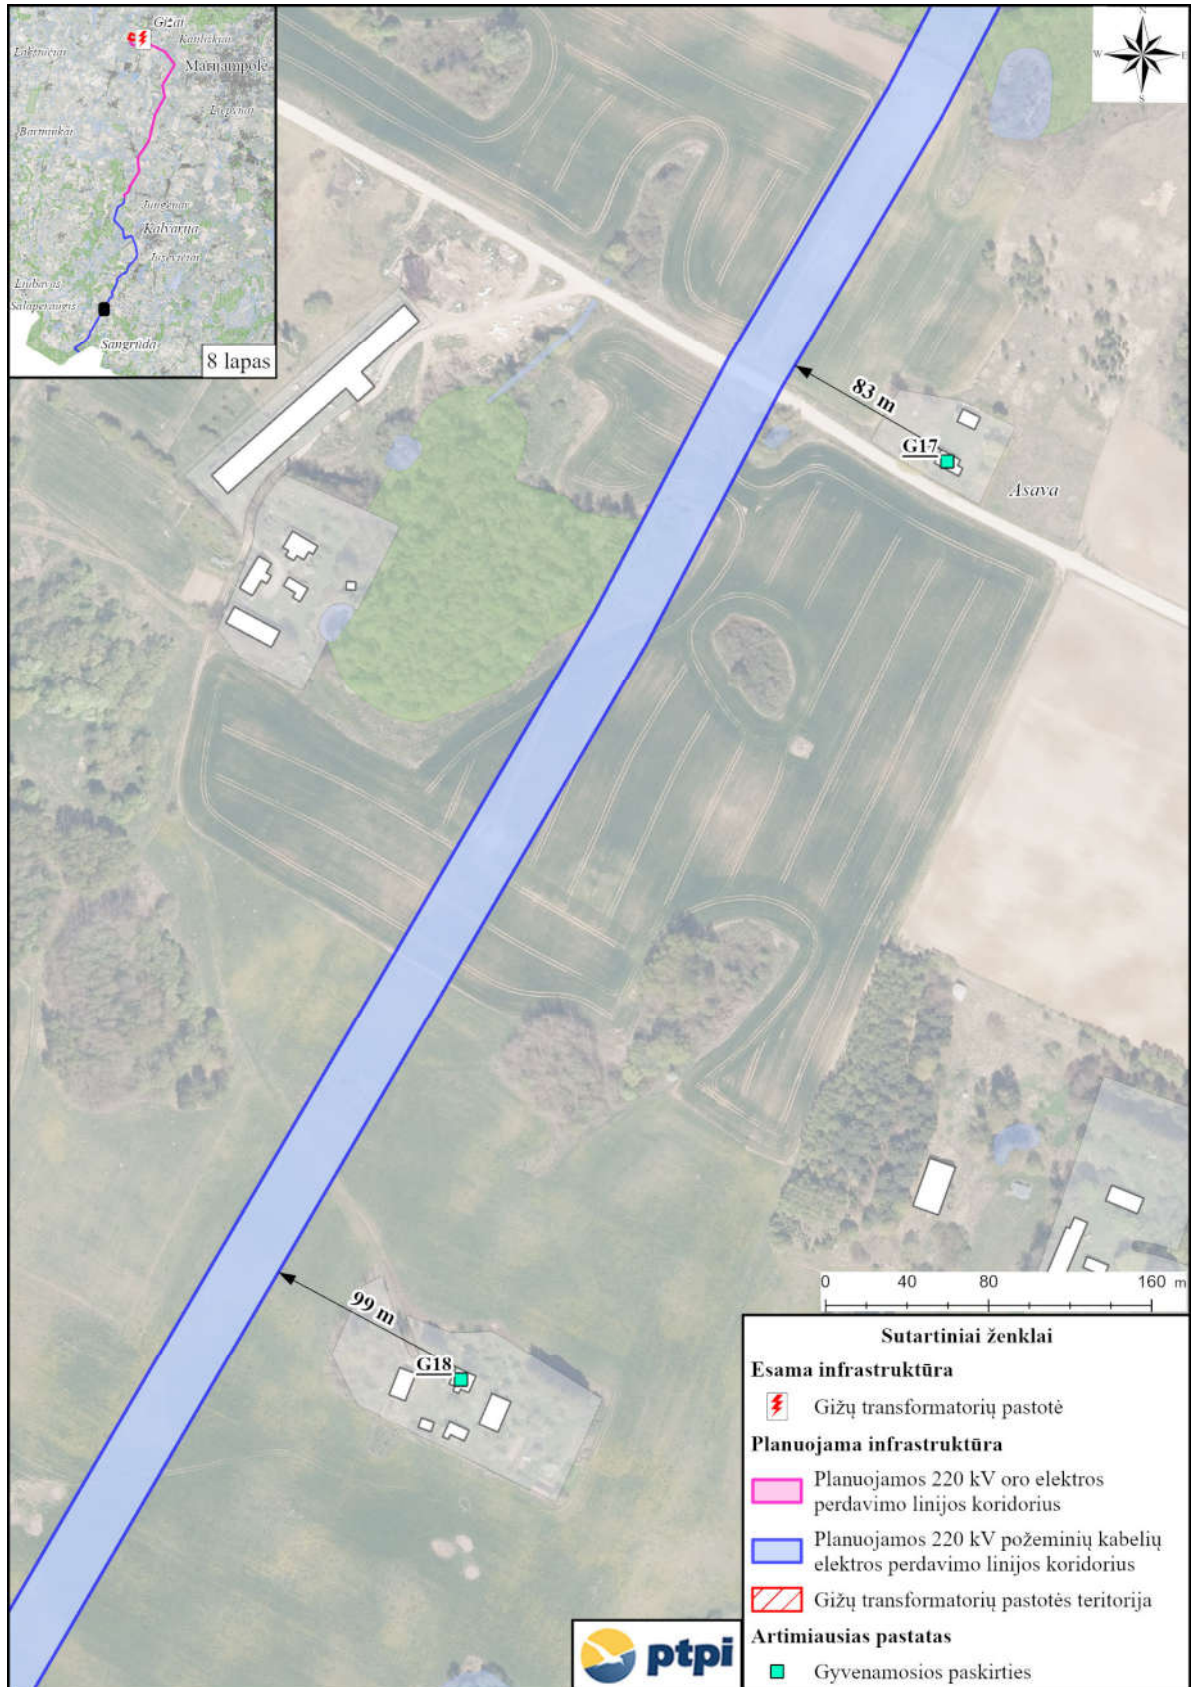 Gižai
Marijampolė
Liepynai
Bartninkai
Jungėnai
Kalvarija
Liubavas
Salaperaugis
Sangrūda
8 lapas
N
W
E
S
83 m
G17
Asava
99 m
G18
0 40 80 160 m
Sutartiniai ženklai
Esama infrastruktūra
Gižų transformatorių pastotė
Planuojama infrastruktūra
Planuojamos 220 kV oro elektros
perdavimo linijos koridorius
Planuojamos 220 kV požeminių kabelių
elektros perdavimo linijos koridorius
Gižų transformatorių pastotės teritorija
Artimiausias pastatas
Gyvenamosios paskirties
ptpi